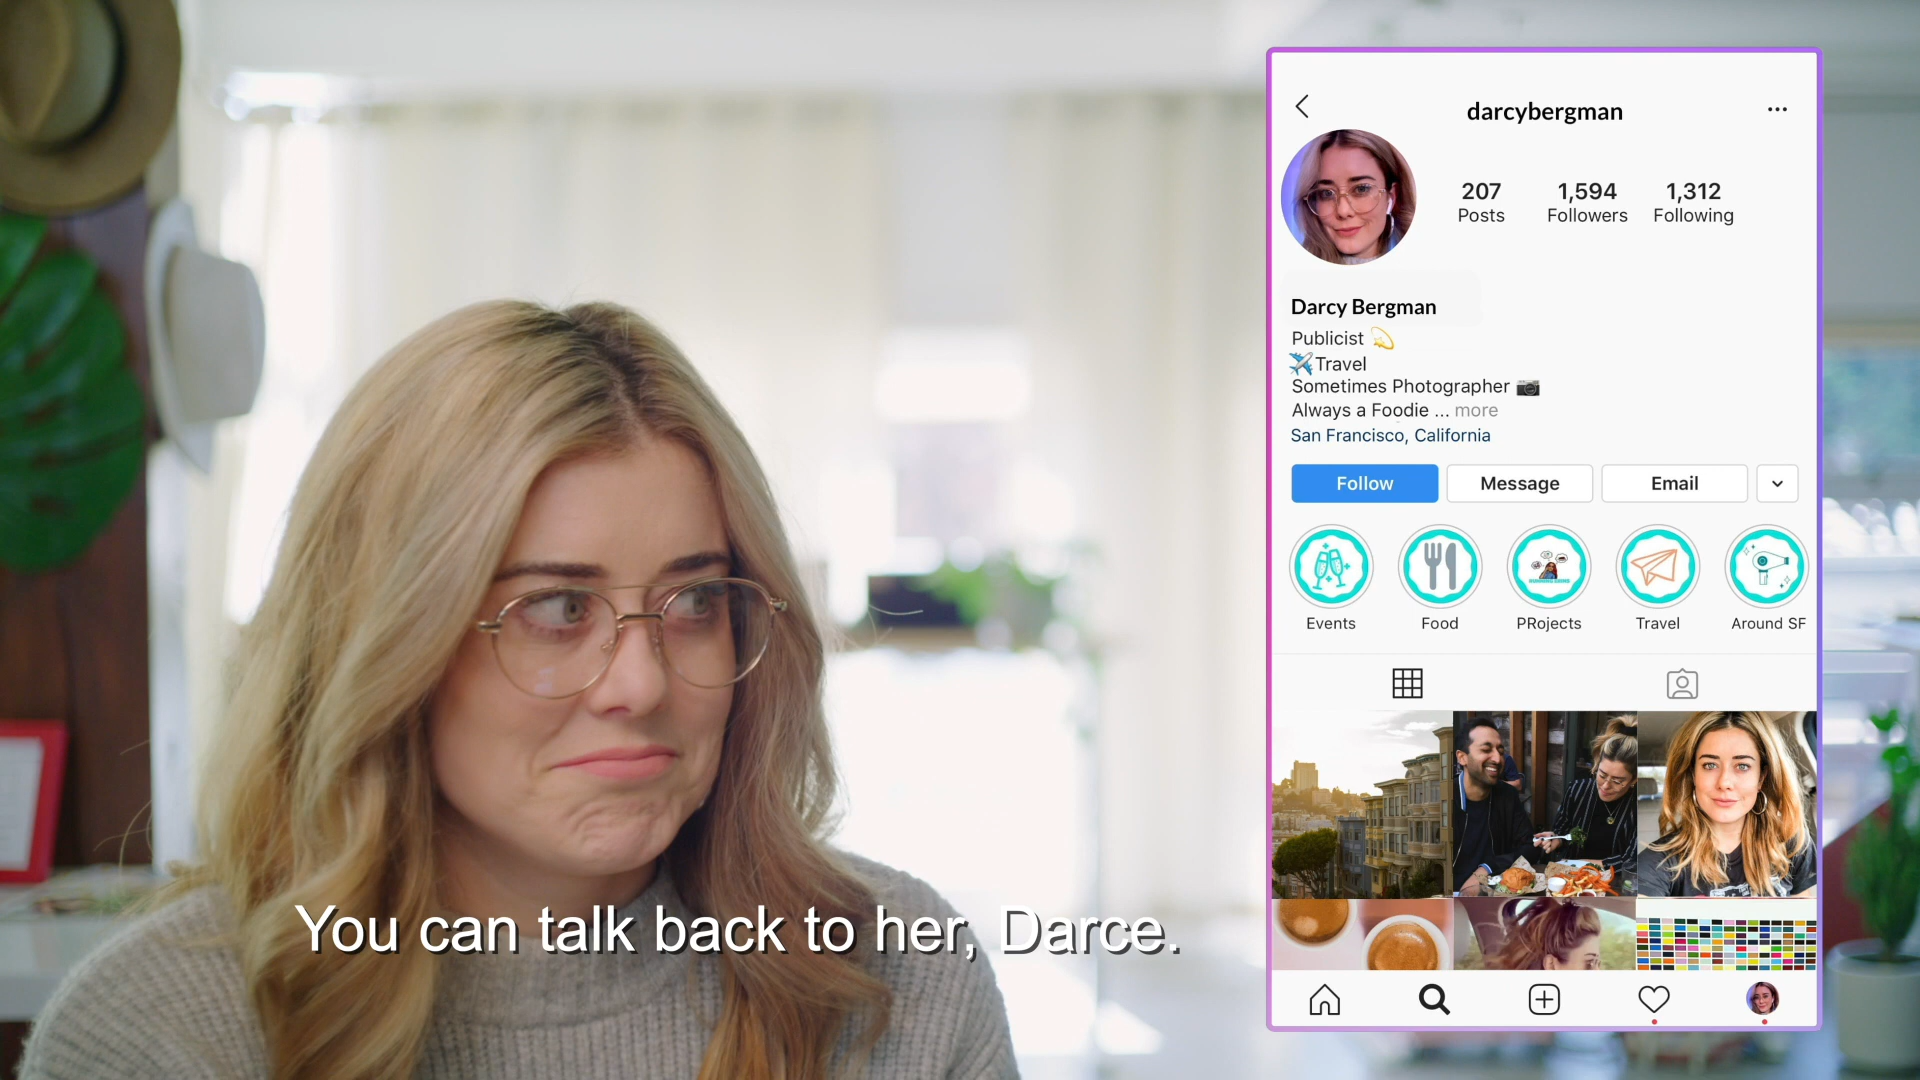 darcybergman
207
1,594
1,312
Posts
Followers
Following
Darcy Bergman
Publicist 💫
✈️Travel
Sometimes Photographer 📷
Always a Foodie ... more
San Francisco, California
Follow
Message
Email
Events
Food
PRojects
Travel
Around SF
You can talk back to her, Darce.